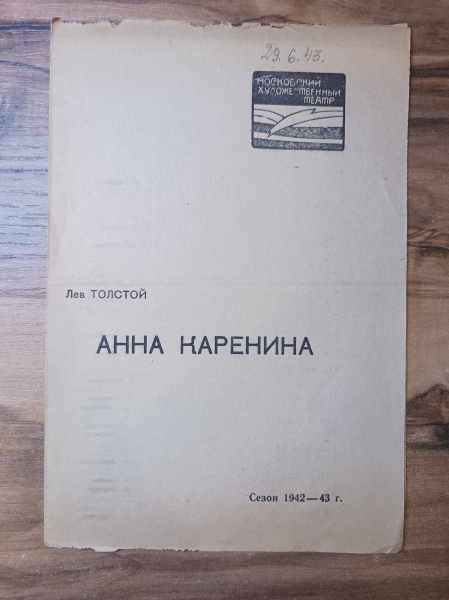 29. 6. 43.
МОСКОВСКИЙ
ХУДОЖЕСТВЕННЫЙ
ТЕАТР
Лев ТОЛСТОЙ
АННА КАРЕНИНА
Сезон 1942—43 г.